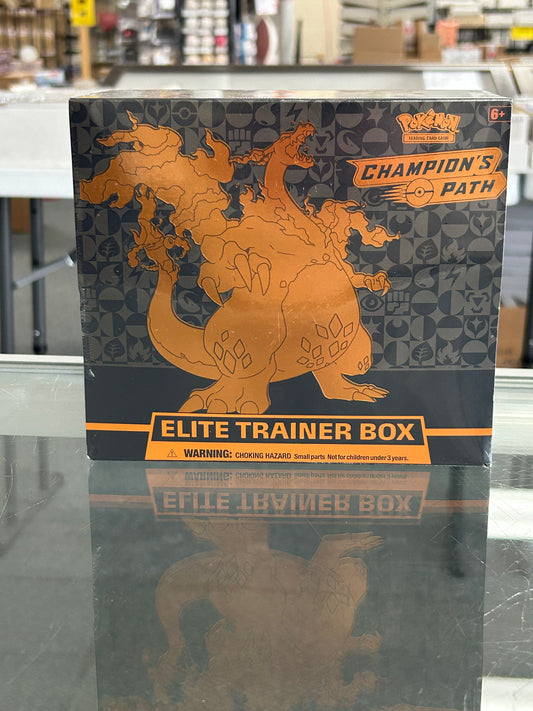 Pokémon
TRADING CARD GAME
6+
CHAMPION'S
PATH
ELITE TRAINER BOX
WARNING: CHOKING HAZARD Small parts Not for children under 3 years.